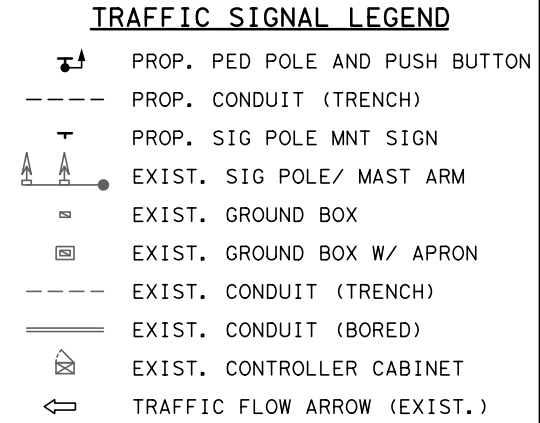 TRAFFIC SIGNAL LEGEND
PROP. PED POLE AND PUSH BUTTON
PROP. CONDUIT (TRENCH)
PROP. SIG POLE MNT SIGN
EXIST. SIG POLE/ MAST ARM
EXIST. GROUND BOX
EXIST. GROUND BOX W/ APRON
EXIST. CONDUIT (TRENCH)
EXIST. CONDUIT (BORED)
EXIST. CONTROLLER CABINET
TRAFFIC FLOW ARROW (EXIST.)